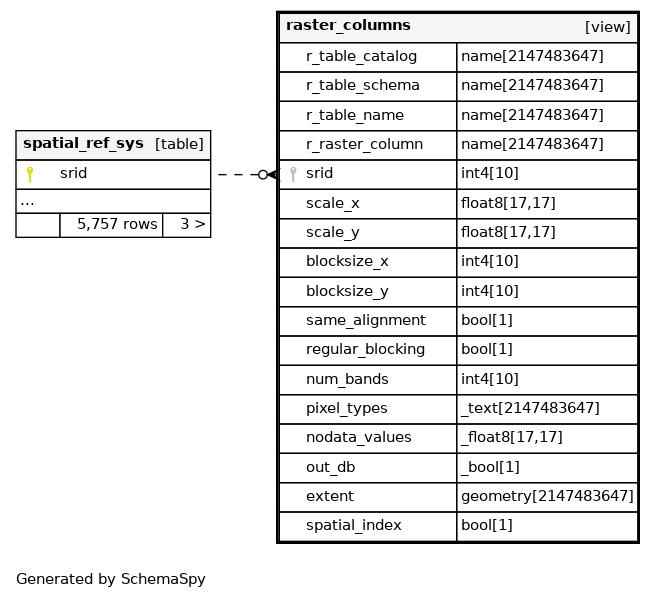 raster_columns [view]
r_table_catalog name[2147483647]
r_table_schema name[2147483647]
r_table_name name[2147483647]
r_raster_column name[2147483647]
spatial_ref_sys [table]
srid
...
5,757 rows 3 >
srid int4[10]
scale_x float8[17,17]
scale_y float8[17,17]
blocksize_x int4[10]
blocksize_y int4[10]
same_alignment bool[1]
regular_blocking bool[1]
num_bands int4[10]
pixel_types _text[2147483647]
nodata_values _float8[17,17]
out_db _bool[1]
extent geometry[2147483647]
spatial_index bool[1]
Generated by SchemaSpy